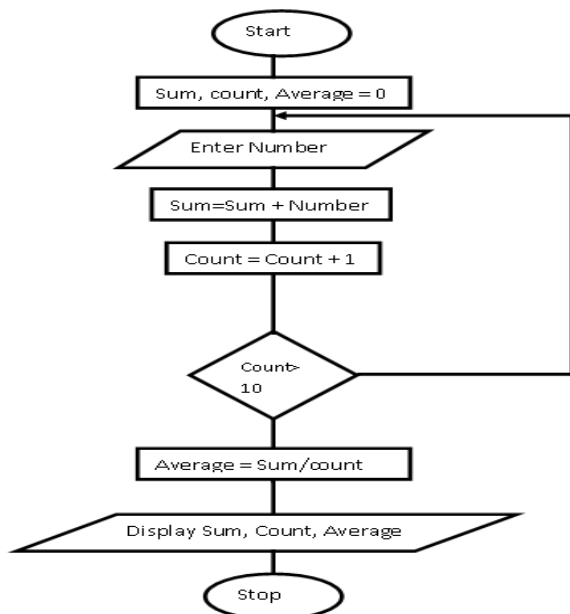 Start
Sum, count, Average = 0
Enter Number
Sum=Sum + Number
Count = Count + 1
Count>
10
Average = Sum/count
Display Sum, Count, Average
Stop